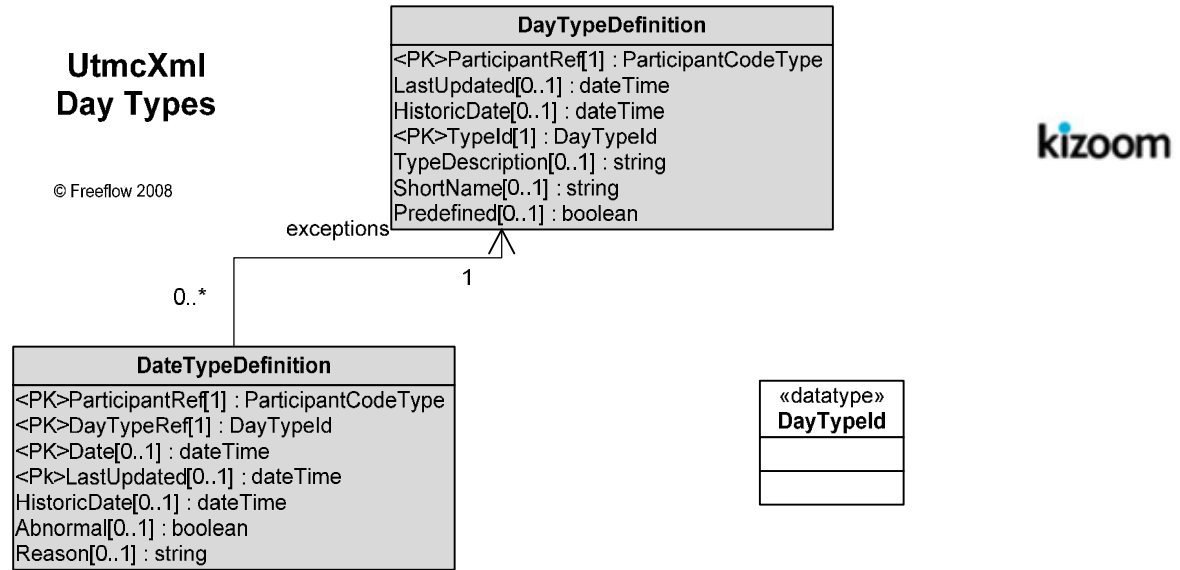 UtmcXml
Day Types
© Freeflow 2008
DayTypeDefinition
<PK>ParticipantRef[1] : ParticipantCodeType
LastUpdated[0..1] : dateTime
HistoricDate[0..1] : dateTime
<PK>TypeId[1] : DayTypeId
TypeDescription[0..1] : string
ShortName[0..1] : string
Predefined[0..1] : boolean
kizoom
exceptions
1
0..*
DateTypeDefinition
<PK>ParticipantRef[1] : ParticipantCodeType
<PK>DayTypeRef[1] : DayTypeId
<PK>Date[0..1] : dateTime
<Pk>LastUpdated[0..1] : dateTime
HistoricDate[0..1] : dateTime
Abnormal[0..1] : boolean
Reason[0..1] : string
«datatype»
DayTypeId